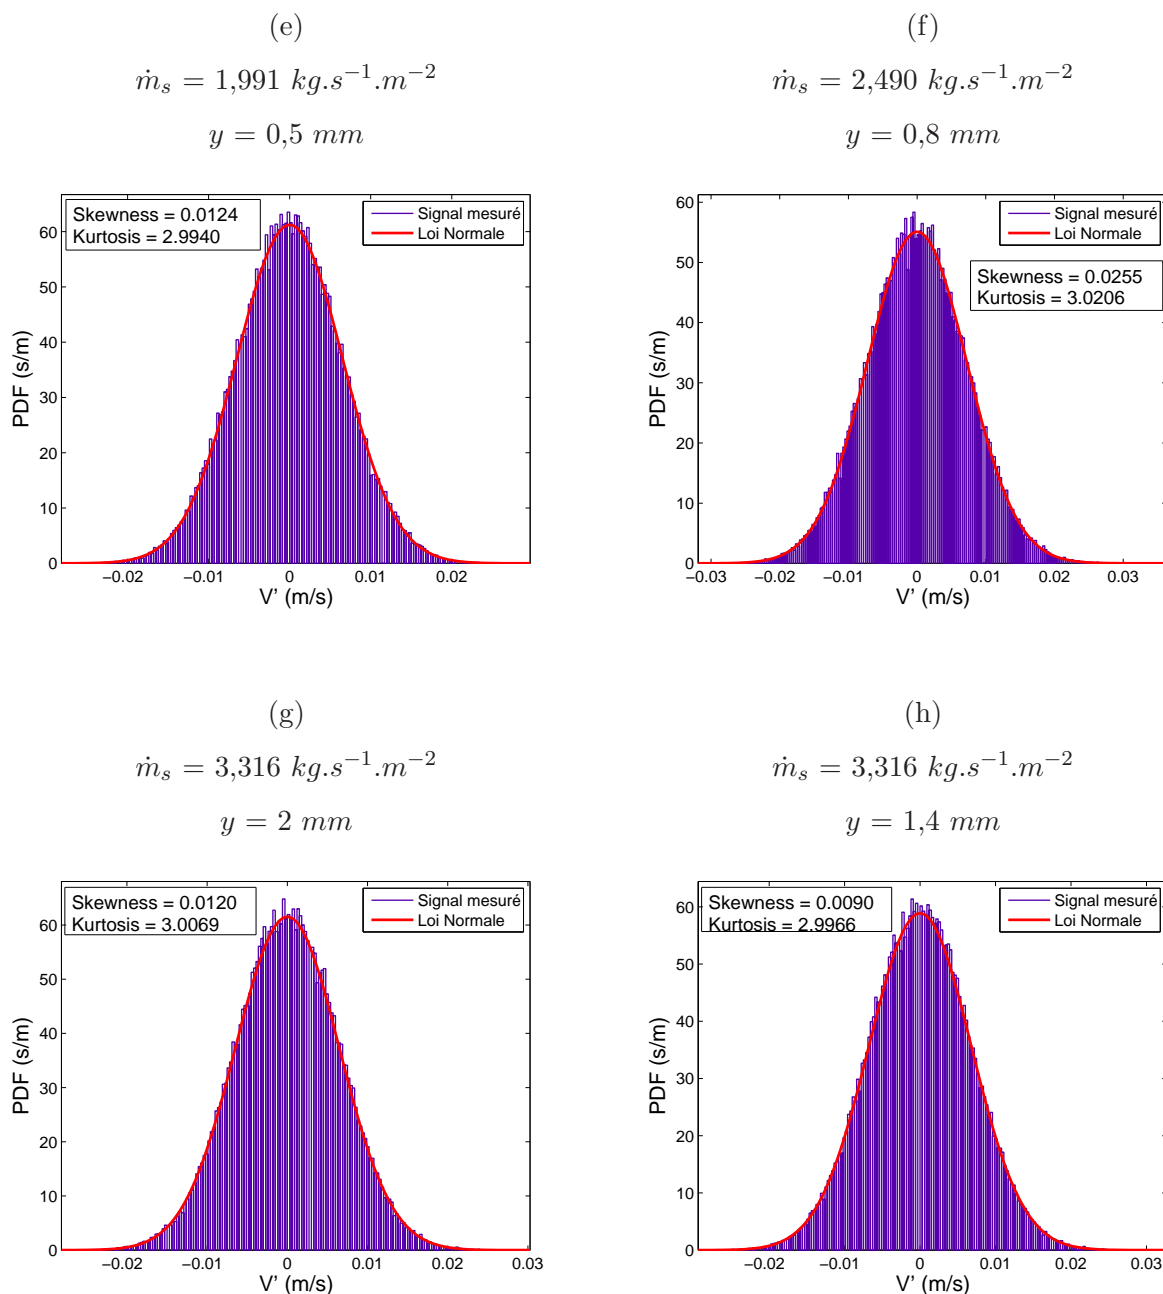 (e)
ṁ_s = 1,991 kg.s⁻¹.m⁻²
y = 0,5 mm
Skewness = 0.0124
Kurtosis = 2.9940
Signal mesuré
Loi Normale
60
50
40
30
20
10
0
PDF (s/m)
−0.02 −0.01 0 0.01 0.02
V' (m/s)
(f)
ṁ_s = 2,490 kg.s⁻¹.m⁻²
y = 0,8 mm
Signal mesuré
Loi Normale
Skewness = 0.0255
Kurtosis = 3.0206
60
50
40
30
20
10
0
PDF (s/m)
−0.03 −0.02 −0.01 0 0.01 0.02 0.03
V' (m/s)
(g)
ṁ_s = 3,316 kg.s⁻¹.m⁻²
y = 2 mm
Skewness = 0.0120
Kurtosis = 3.0069
Signal mesuré
Loi Normale
60
50
40
30
20
10
0
PDF (s/m)
−0.02 −0.01 0 0.01 0.02 0.03
V' (m/s)
(h)
ṁ_s = 3,316 kg.s⁻¹.m⁻²
y = 1,4 mm
Skewness = 0.0090
Kurtosis = 2.9966
Signal mesuré
Loi Normale
60
50
40
30
20
10
0
PDF (s/m)
−0.02 −0.01 0 0.01 0.02 0.03
V' (m/s)